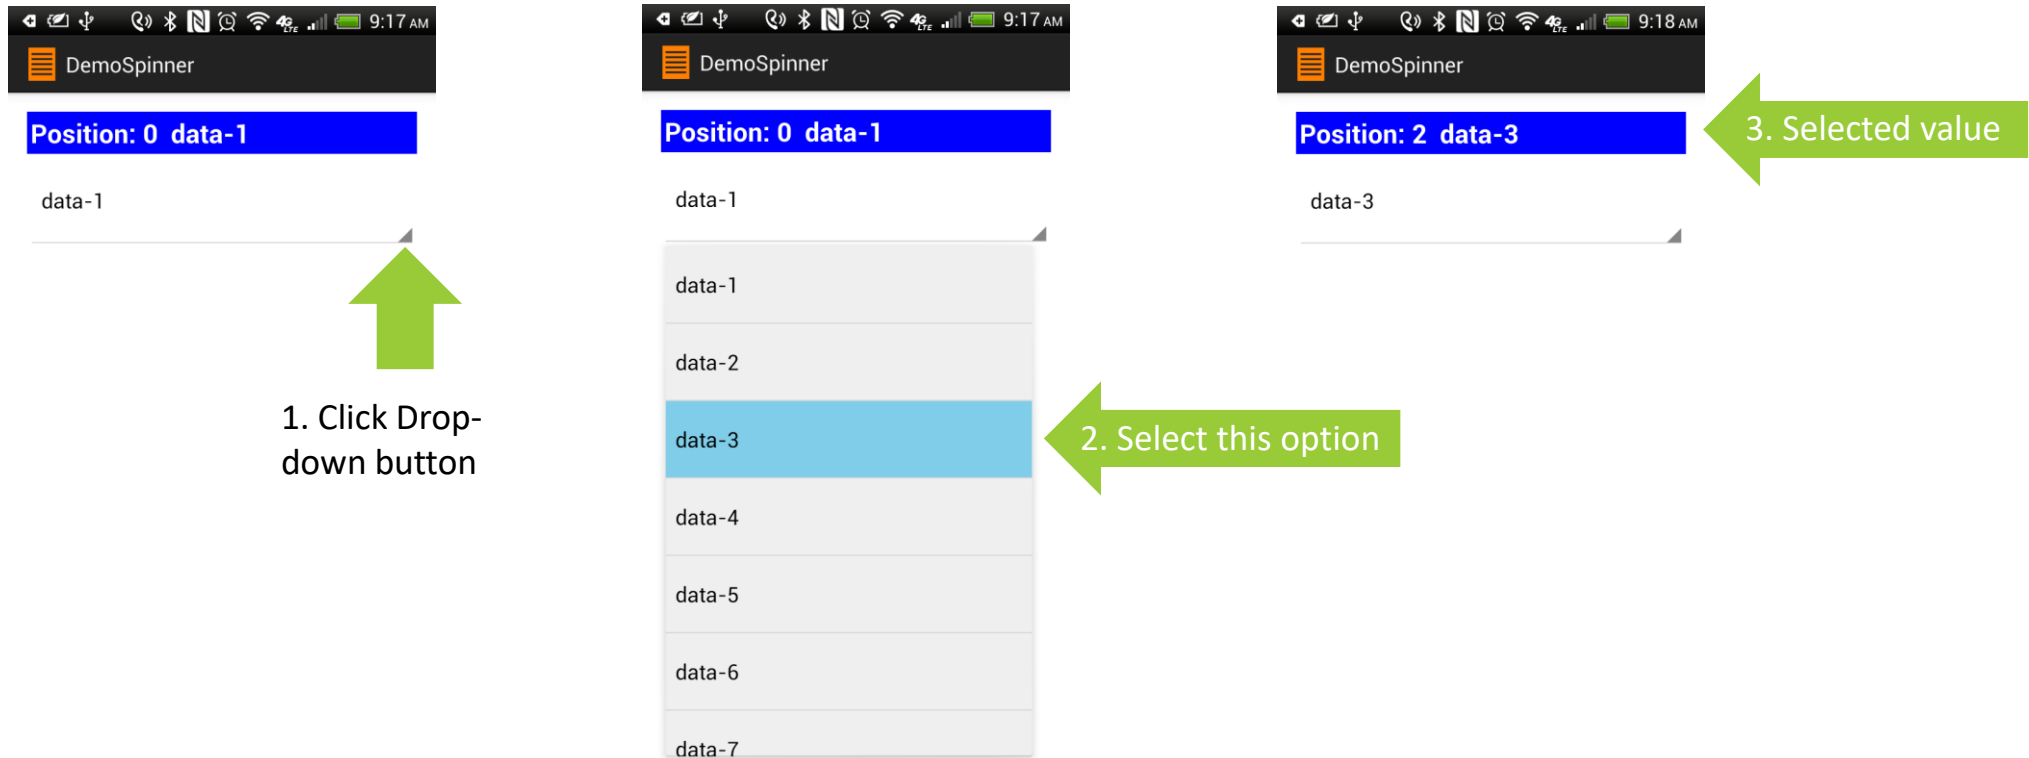 9:17 AM
DemoSpinner
Position: 0 data-1
data-1
1. Click Drop-
down button
9:17 AM
DemoSpinner
Position: 0 data-1
data-1
data-1
data-2
data-3
data-4
data-5
data-6
data-7
2. Select this option
9:18 AM
DemoSpinner
Position: 2 data-3
data-3
3. Selected value